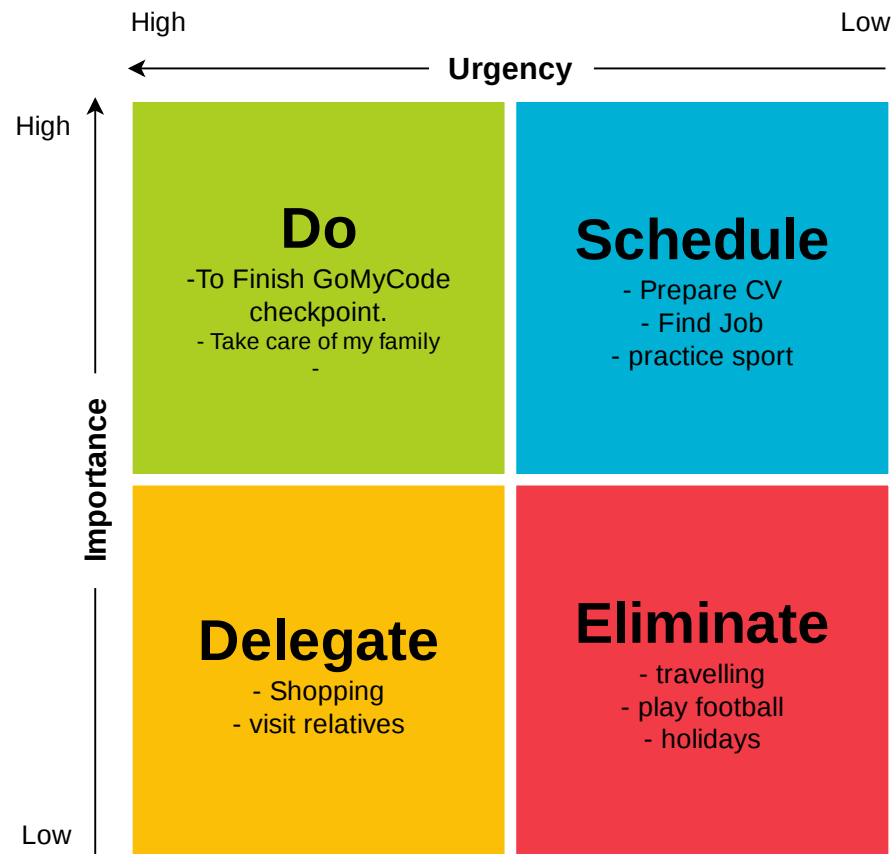 High
Low
Urgency
High
Importance
Low
Do
-To Finish GoMyCode
checkpoint.
- Take care of my family
-
Schedule
- Prepare CV
- Find Job
- practice sport
Delegate
- Shopping
- visit relatives
Eliminate
- travelling
- play football
- holidays